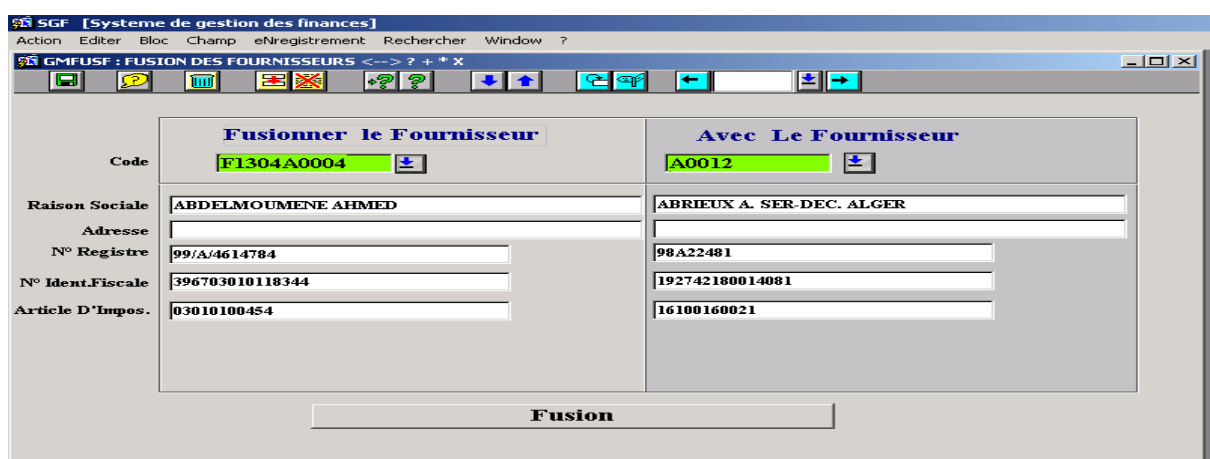 SGF [Systeme de gestion des finances]
Action Editer Bloc Champ eNregistrement Rechercher Window ?
GMFUSF : FUSION DES FOURNISSEURS <--> ? + * X
Fusionner le Fournisseur Avec Le Fournisseur
Code F1304A0004 A0012
Raison Sociale ABDELMOUMENE AHMED ABRIEUX A. SER-DEC. ALGER
Adresse
N° Registre 99/A/4614784 98A22481
N° Ident.Fiscale 396703010118344 192742180014081
Article D'Impos. 03010100454 16100160021
Fusion